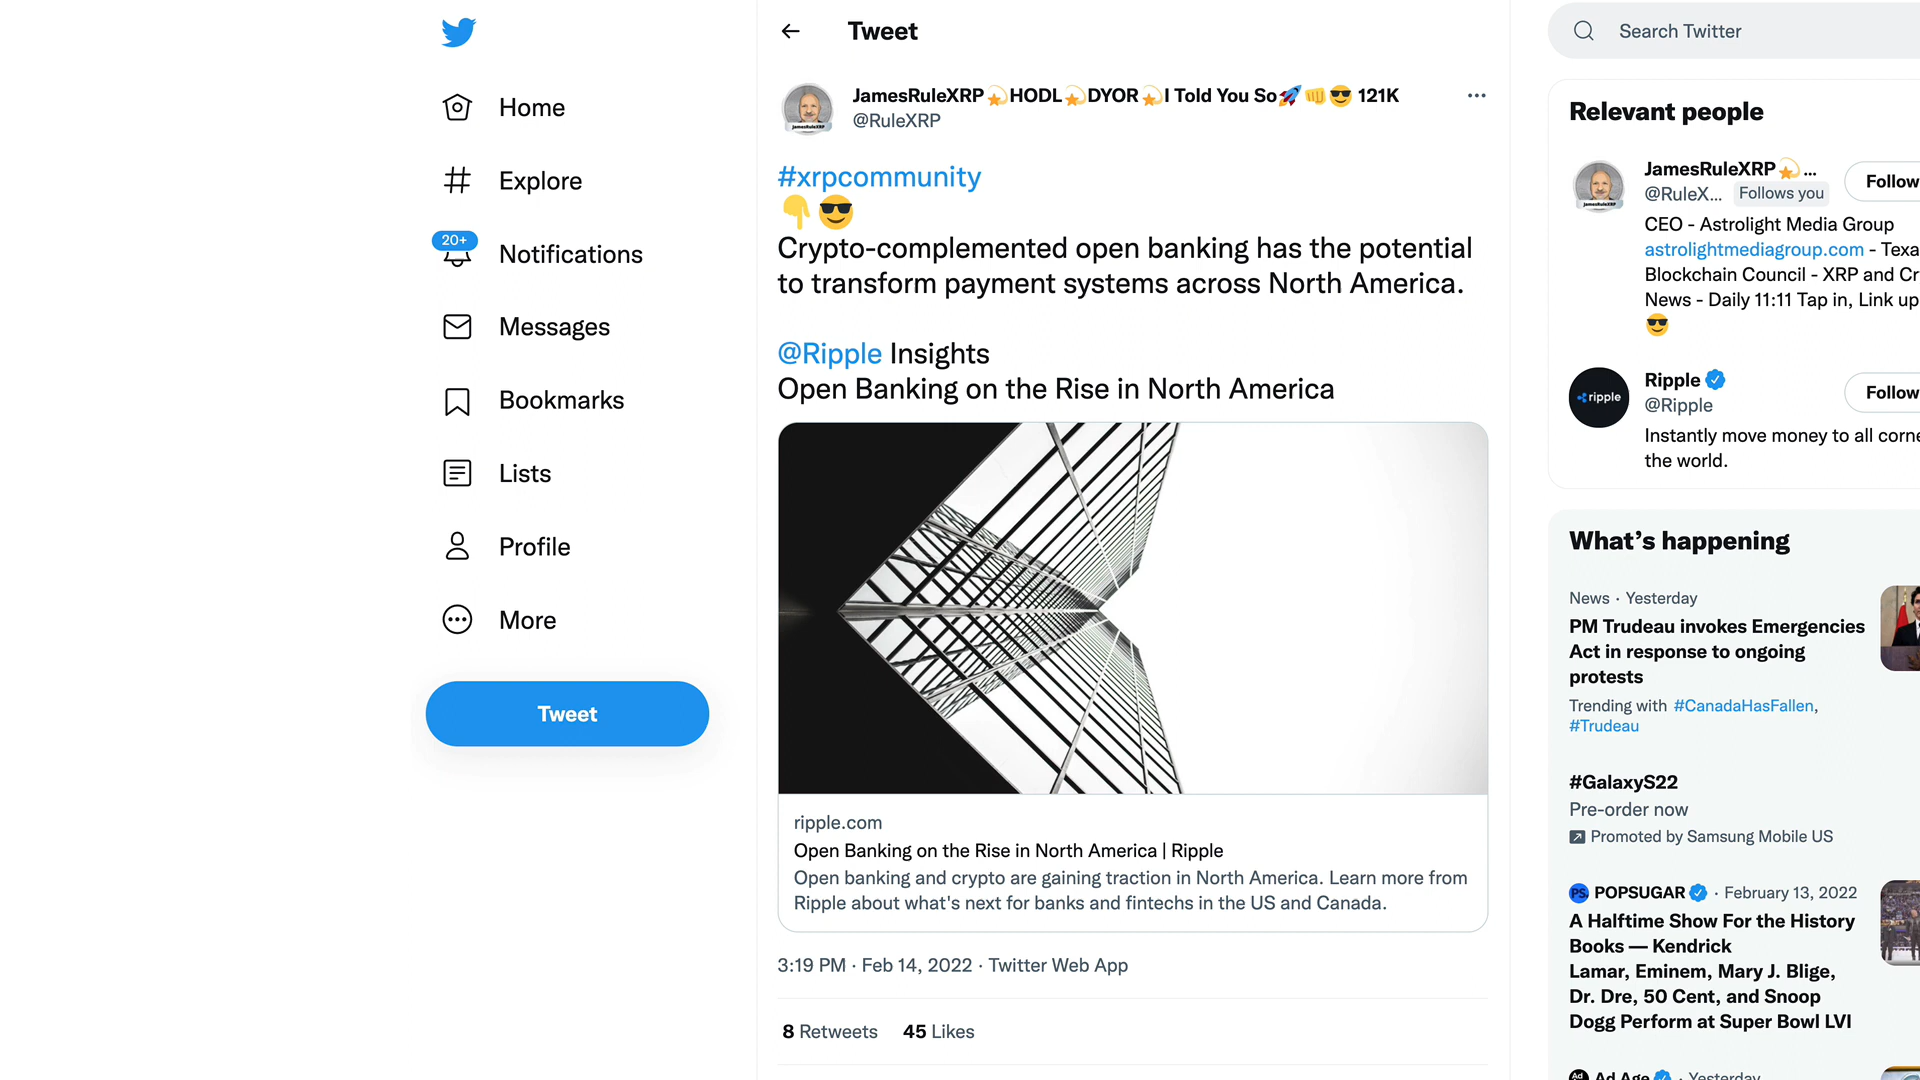 Home
Explore
20+
Notifications
Messages
Bookmarks
Lists
Profile
More
Tweet
Tweet
JamesRuleXRP💫HODL💫DYOR💫I Told You So🚀👊😎 121K
@RuleXRP
#xrpcommunity
👇😎
Crypto-complemented open banking has the potential
to transform payment systems across North America.
@Ripple Insights
Open Banking on the Rise in North America
ripple.com
Open Banking on the Rise in North America | Ripple
Open banking and crypto are gaining traction in North America. Learn more from
Ripple about what's next for banks and fintechs in the US and Canada.
3:19 PM · Feb 14, 2022 · Twitter Web App
8 Retweets 45 Likes
Search Twitter
Relevant people
JamesRuleXRP💫...
@RuleX... Follows you
Follow
CEO - Astrolight Media Group
astrolightmediagroup.com - Texa
Blockchain Council - XRP and Cr
News - Daily 11:11 Tap in, Link up
😎
ripple
Ripple
@Ripple
Follow
Instantly move money to all corne
the world.
What's happening
News · Yesterday
PM Trudeau invokes Emergencies
Act in response to ongoing
protests
Trending with #CanadaHasFallen,
#Trudeau
#GalaxyS22
Pre-order now
Promoted by Samsung Mobile US
PS POPSUGAR · February 13, 2022
A Halftime Show For the History
Books — Kendrick
Lamar, Eminem, Mary J. Blige,
Dr. Dre, 50 Cent, and Snoop
Dogg Perform at Super Bowl LVI
Ad Age · Yesterday